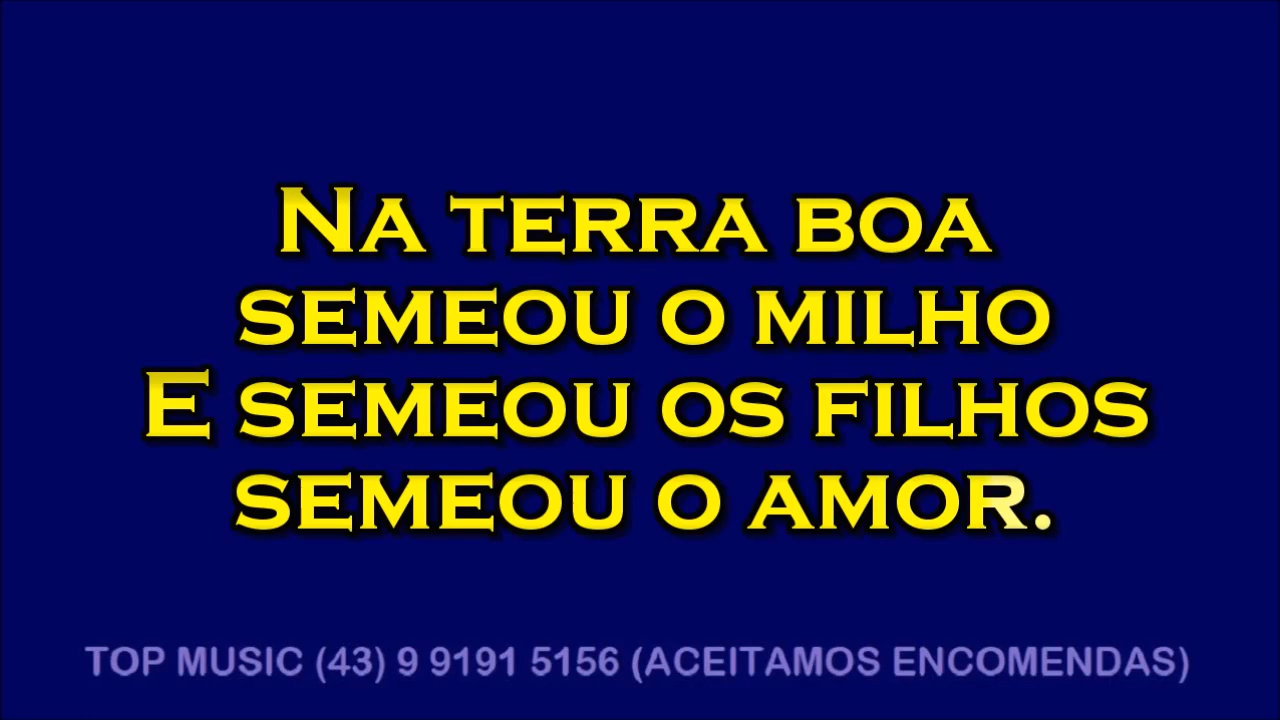 Na terra boa
semeou o milho
E semeou os filhos
semeou o amor.
TOP MUSIC (43) 9 9191 5156 (ACEITAMOS ENCOMENDAS)